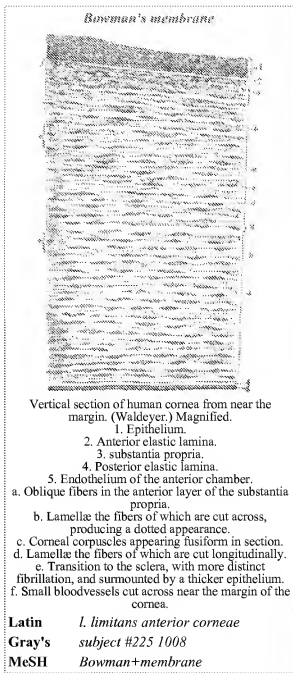 Bowman's membrane
Vertical section of human cornea from near the
margin. (Waldeyer.) Magnified.
1. Epithelium.
2. Anterior elastic lamina.
3. substantia propria.
4. Posterior elastic lamina.
5. Endothelium of the anterior chamber.
a. Oblique fibers in the anterior layer of the substantia
propria.
b. Lamellæ the fibers of which are cut across,
producing a dotted appearance.
c. Corneal corpuscles appearing fusiform in section.
d. Lamellæ the fibers of which are cut longitudinally.
e. Transition to the sclera, with more distinct
fibrillation, and surmounted by a thicker epithelium.
f. Small bloodvessels cut across near the margin of the
cornea.
Latin l. limitans anterior corneae
Gray's subject #225 1008
MeSH Bowman+membrane